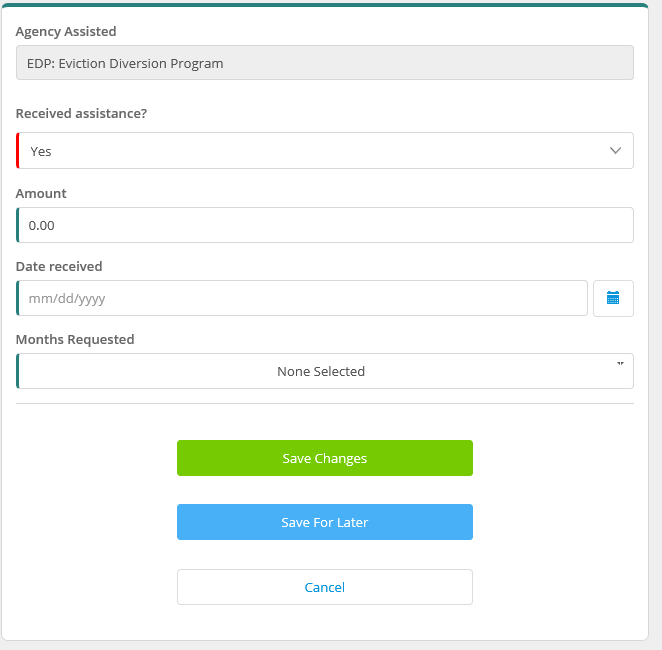 Agency Assisted
EDP: Eviction Diversion Program
Received assistance?
Yes
Amount
0.00
Date received
mm/dd/yyyy
Months Requested
None Selected
Save Changes
Save For Later
Cancel